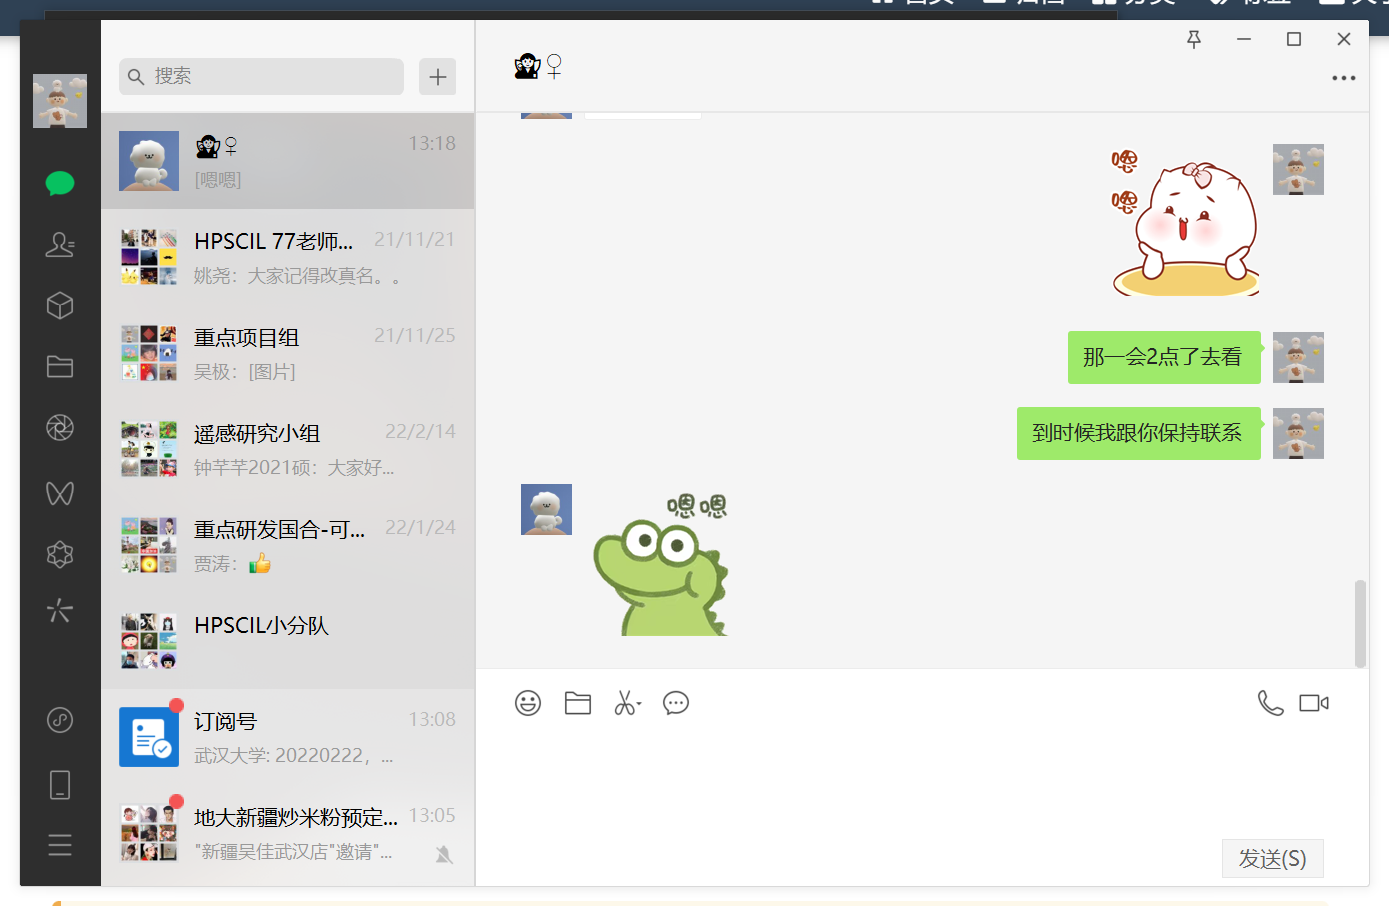 搜索
13:18
[嗯嗯]
HPSCIL 77老师... 21/11/21
姚尧：大家记得改真名。。
重点项目组 21/11/25
吴极：[图片]
遥感研究小组 22/2/14
钟芊芊2021硕：大家好...
重点研发国合-可... 22/1/24
贾涛：👍
HPSCIL小分队
订阅号 13:08
武汉大学: 20220222，...
地大新疆炒米粉预定... 13:05
"新疆吴佳武汉店"邀请"...
嗯
嗯
那一会2点了去看
到时候我跟你保持联系
嗯嗯
发送(S)